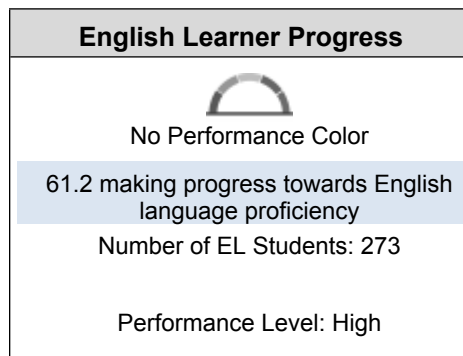 English Learner Progress
No Performance Color
61.2 making progress towards English
language proficiency
Number of EL Students: 273
Performance Level: High